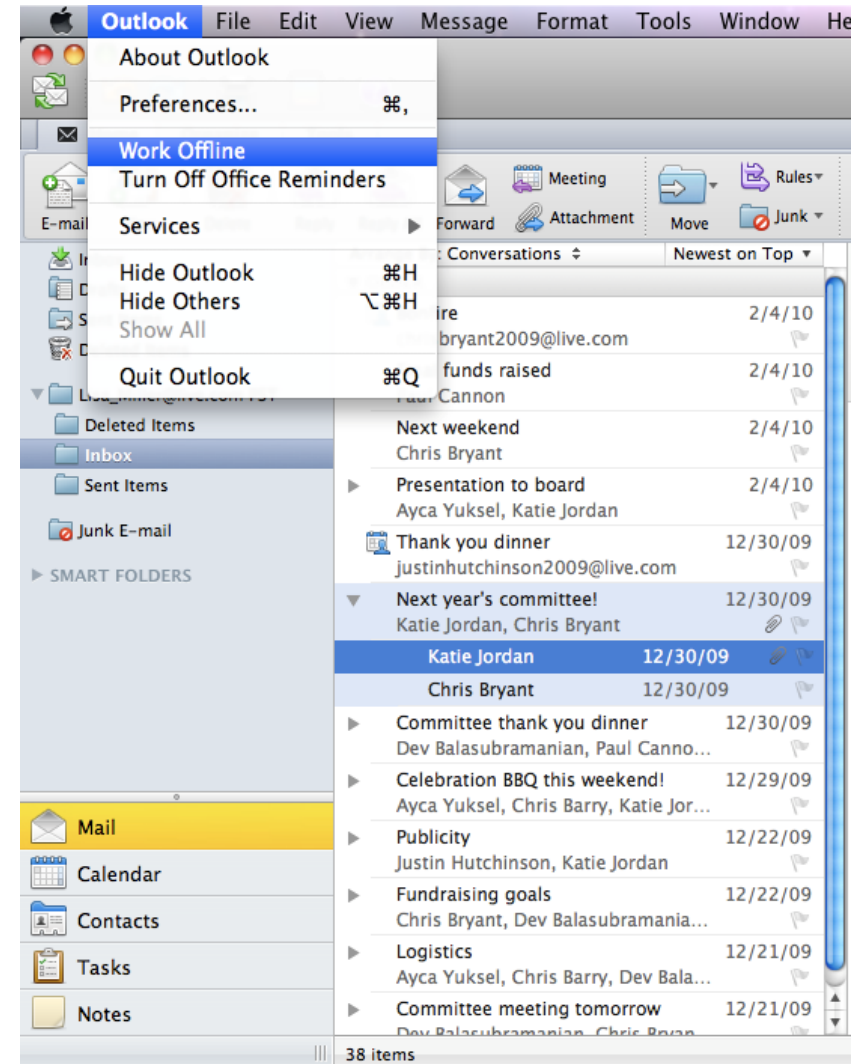 Outlook File Edit View Message Format Tools Window He
About Outlook
Preferences... ⌘,
Work Offline
Turn Off Office Reminders
Services
Hide Outlook ⌘H
Hide Others ⌥⌘H
Show All
Quit Outlook ⌘Q
E-mail
Forward
Meeting
Attachment
Move
Rules
Junk
: Conversations
Newest on Top
ire 2/4/10
bryant2009@live.com
funds raised 2/4/10
Paul Cannon
Next weekend 2/4/10
Chris Bryant
Presentation to board 2/4/10
Ayca Yuksel, Katie Jordan
Thank you dinner 12/30/09
justinhutchinson2009@live.com
Next year's committee! 12/30/09
Katie Jordan, Chris Bryant
Katie Jordan 12/30/09
Chris Bryant 12/30/09
Committee thank you dinner 12/30/09
Dev Balasubramanian, Paul Canno...
Celebration BBQ this weekend! 12/29/09
Ayca Yuksel, Chris Barry, Katie Jor...
Publicity 12/22/09
Justin Hutchinson, Katie Jordan
Fundraising goals 12/22/09
Chris Bryant, Dev Balasubramania...
Logistics 12/21/09
Ayca Yuksel, Chris Barry, Dev Bala...
Committee meeting tomorrow 12/21/09
Dev Balasubramanian, Chris Bryan
Deleted Items
Inbox
Sent Items
Junk E-mail
SMART FOLDERS
Mail
Calendar
Contacts
Tasks
Notes
38 items